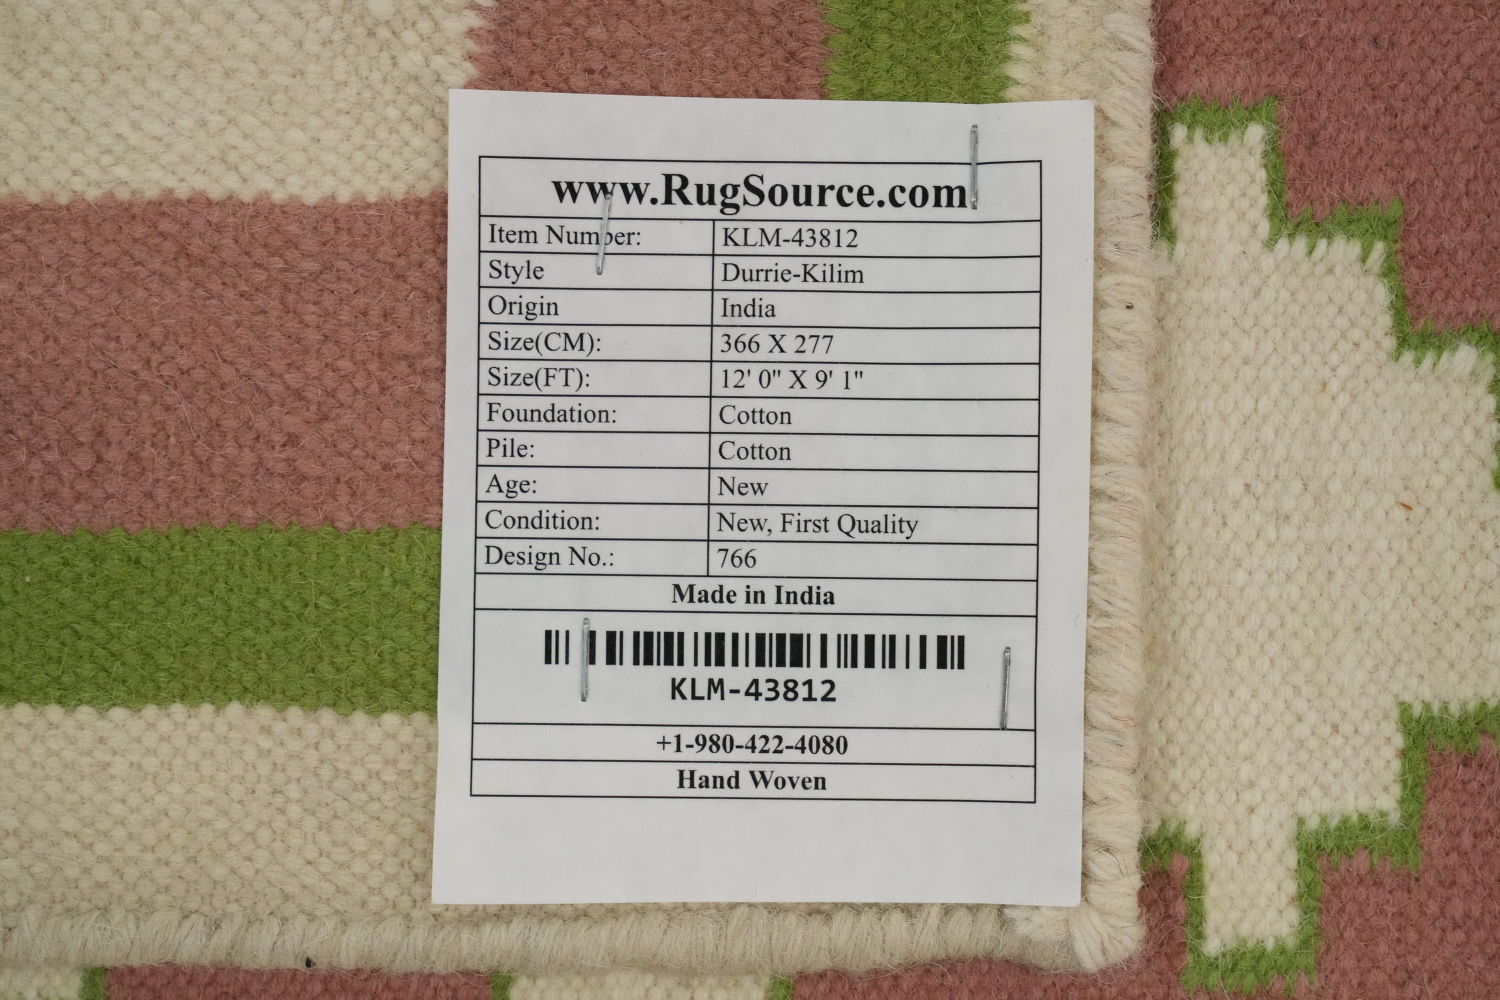 www.RugSource.com
Item Number: KLM-43812
Style Durrie-Kilim
Origin India
Size(CM): 366 X 277
Size(FT): 12' 0" X 9' 1"
Foundation: Cotton
Pile: Cotton
Age: New
Condition: New, First Quality
Design No.: 766
Made in India
KLM-43812
+1-980-422-4080
Hand Woven